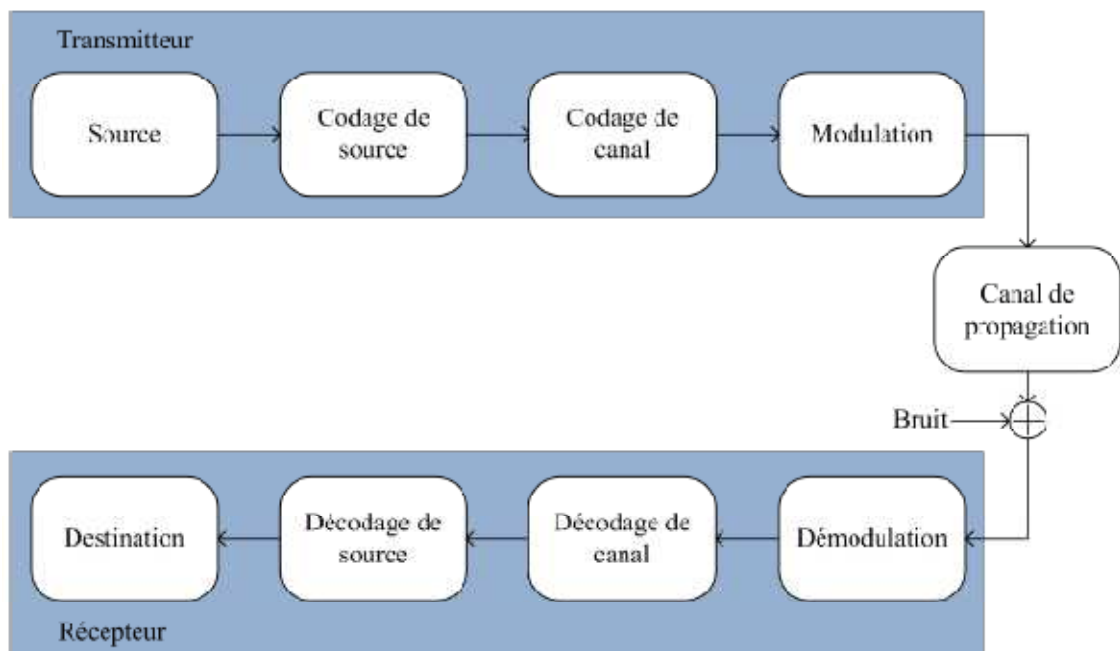 Transmitteur
Source
Codage de
source
Codage de
canal
Modulation
Canal de
propagation
Bruit
Démodulation
Décodage de
canal
Décodage de
source
Destination
Récepteur